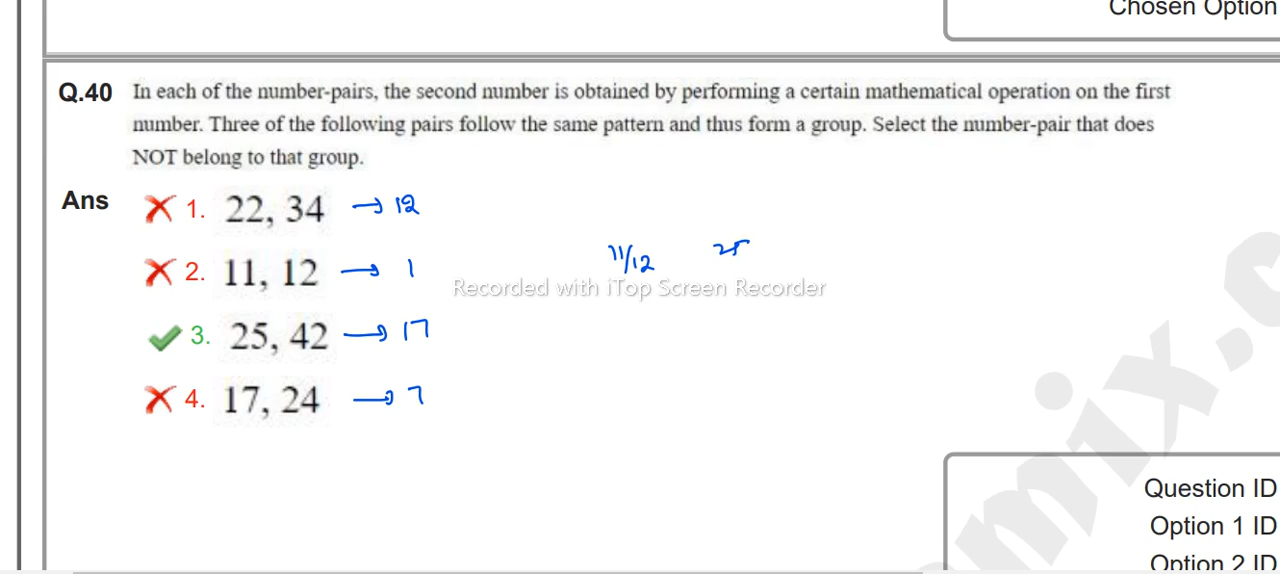 Chosen Option
Q.40 In each of the number-pairs, the second number is obtained by performing a certain mathematical operation on the first
number. Three of the following pairs follow the same pattern and thus form a group. Select the number-pair that does
NOT belong to that group.
Ans 1. 22, 34 → 12
2. 11, 12 → 1
11/12 25
Recorded with iTop Screen Recorder
3. 25, 42 → 17
4. 17, 24 → 7
mix.c
Question ID
Option 1 ID
Option 2 ID